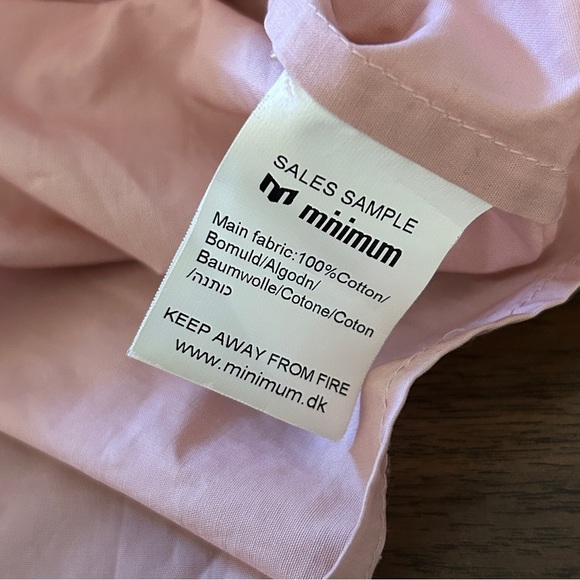 SALES SAMPLE
minimum
Main fabric:100%Cotton/
Bomuld/Algodn/
Baumwolle/Cotone/Coton
/כותנה
KEEP AWAY FROM FIRE
www.minimum.dk